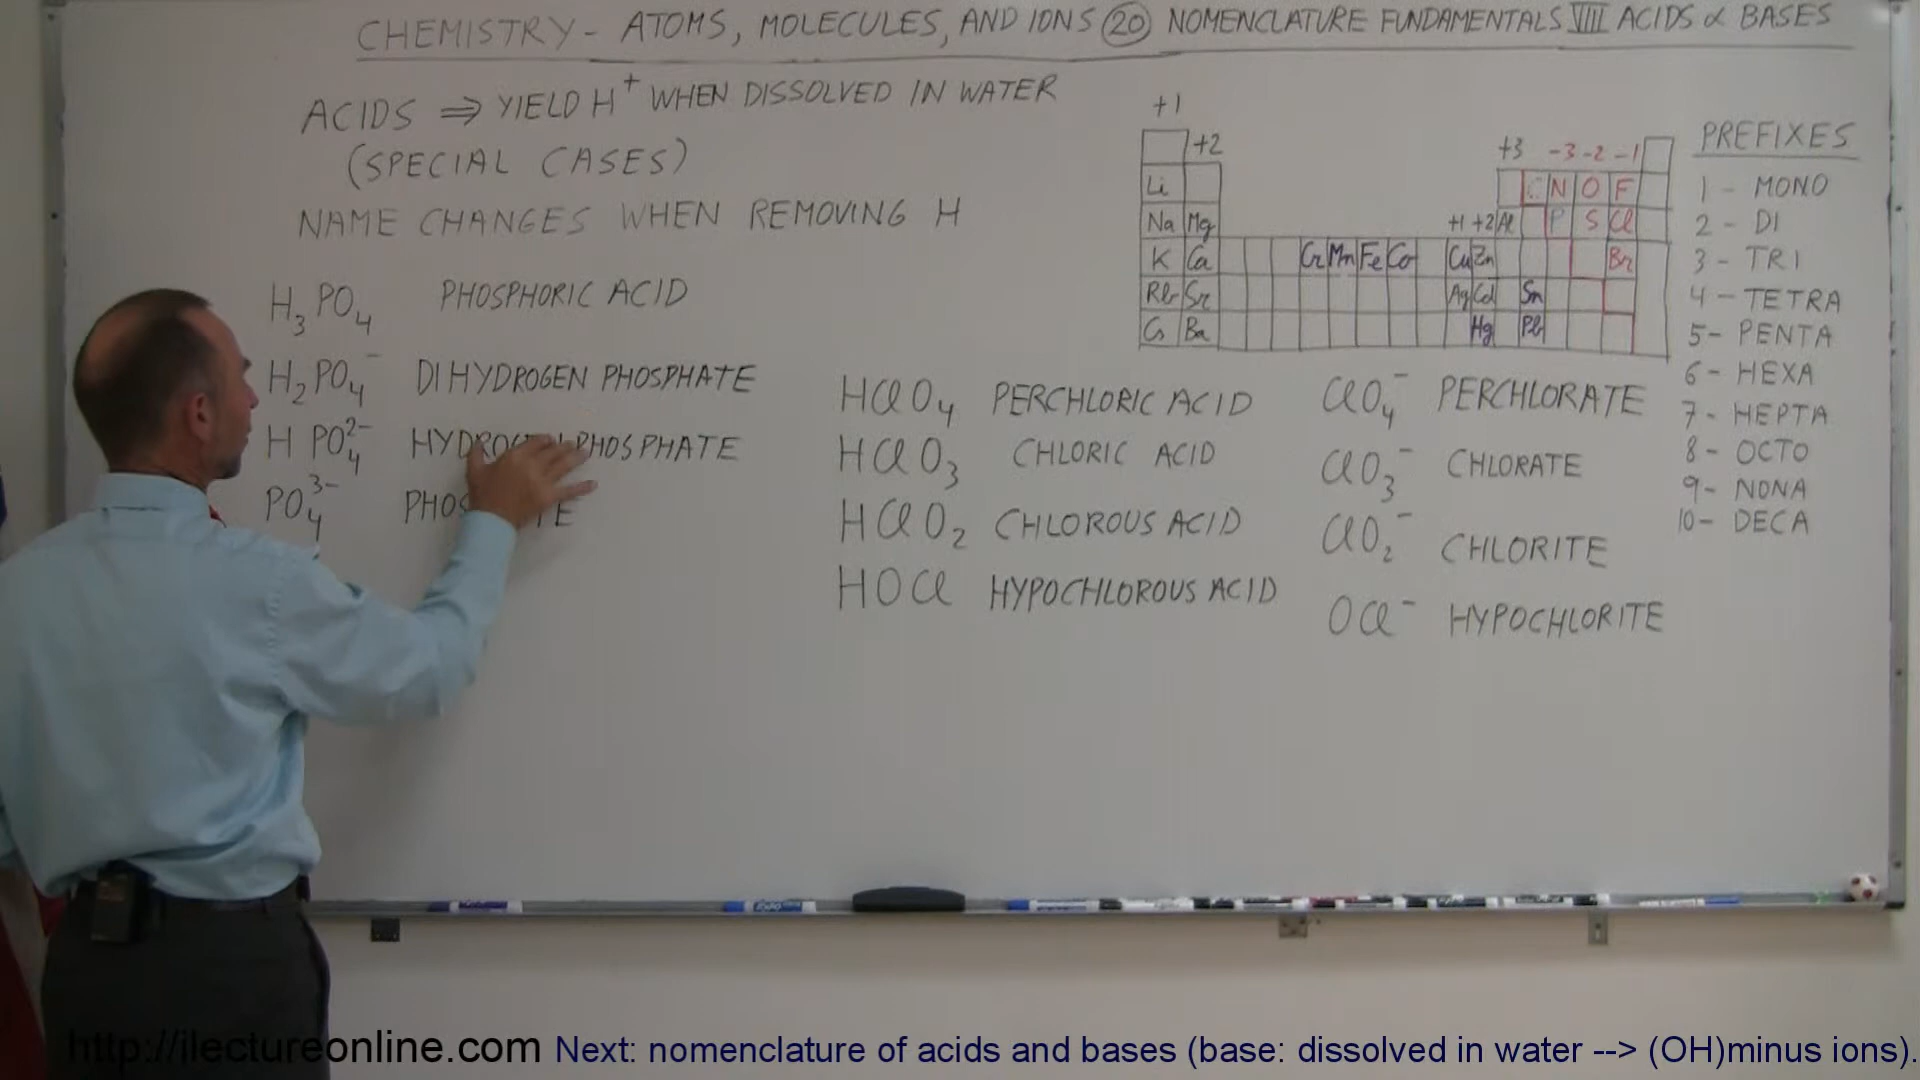 CHEMISTRY - ATOMS, MOLECULES, AND IONS (20) NOMENCLATURE FUNDAMENTALS VIII ACIDS & BASES
ACIDS ⇒ YIELD H⁺ WHEN DISSOLVED IN WATER
(SPECIAL CASES)
NAME CHANGES WHEN REMOVING H
H₃PO₄ PHOSPHORIC ACID
H₂PO₄⁻ DIHYDROGEN PHOSPHATE
H PO₄²⁻ HYDROGEN PHOSPHATE
PO₄³⁻
HClO₄ PERCHLORIC ACID
HClO₃ CHLORIC ACID
HClO₂ CHLOROUS ACID
HOCl HYPOCHLOROUS ACID
ClO₄⁻ PERCHLORATE
ClO₃⁻ CHLORATE
ClO₂⁻ CHLORITE
OCl⁻ HYPOCHLORITE
+1
+2 +3 -3 -2 -1
Li C N O F
Na Mg +1 +2 Al P S Cl
K Ca Cr Mn Fe Co Cu Zn Br
Rb Sr Ag Cd Sn
Cs Ba Hg Pb
PREFIXES
1 - MONO
2 - DI
3 - TRI
4 - TETRA
5 - PENTA
6 - HEXA
7 - HEPTA
8 - OCTO
9 - NONA
10 - DECA
http://ilectureonline.com Next: nomenclature of acids and bases (base: dissolved in water --> (OH)minus ions).